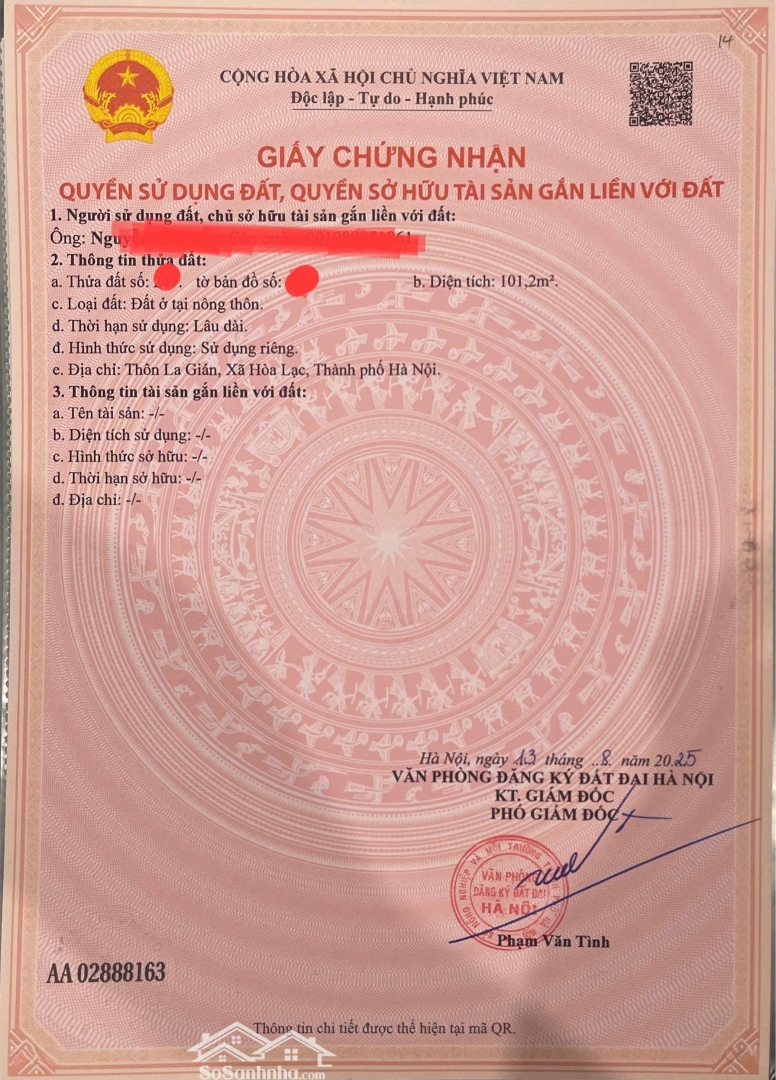 14
CỘNG HÒA XÃ HỘI CHỦ NGHĨA VIỆT NAM
Độc lập - Tự do - Hạnh phúc
GIẤY CHỨNG NHẬN
QUYỀN SỬ DỤNG ĐẤT, QUYỀN SỞ HỮU TÀI SẢN GẮN LIỀN VỚI ĐẤT
1. Người sử dụng đất, chủ sở hữu tài sản gắn liền với đất:
Ông:
2. Thông tin thửa đất:
a. Thửa đất số: tờ bản đồ số: b. Diện tích: 101,2m².
c. Loại đất: Đất ở tại nông thôn.
d. Thời hạn sử dụng: Lâu dài.
đ. Hình thức sử dụng: Sử dụng riêng.
e. Địa chỉ: Thôn La Gián, Xã Hòa Lạc, Thành phố Hà Nội.
3. Thông tin tài sản gắn liền với đất:
a. Tên tài sản: -/-
b. Diện tích sử dụng: -/-
c. Hình thức sở hữu: -/-
d. Thời hạn sở hữu: -/-
đ. Địa chỉ: -/-
Hà Nội, ngày 13 tháng ..8. năm 2025
VĂN PHÒNG ĐĂNG KÝ ĐẤT ĐAI HÀ NỘI
KT. GIÁM ĐỐC
PHÓ GIÁM ĐỐC
VĂN PHÒNG
ĐĂNG KÝ ĐẤT ĐAI
HÀ NỘI
Phạm Văn Tình
AA 02888163
Thông tin chi tiết được thể hiện tại mã QR.
SoSanhnha.com